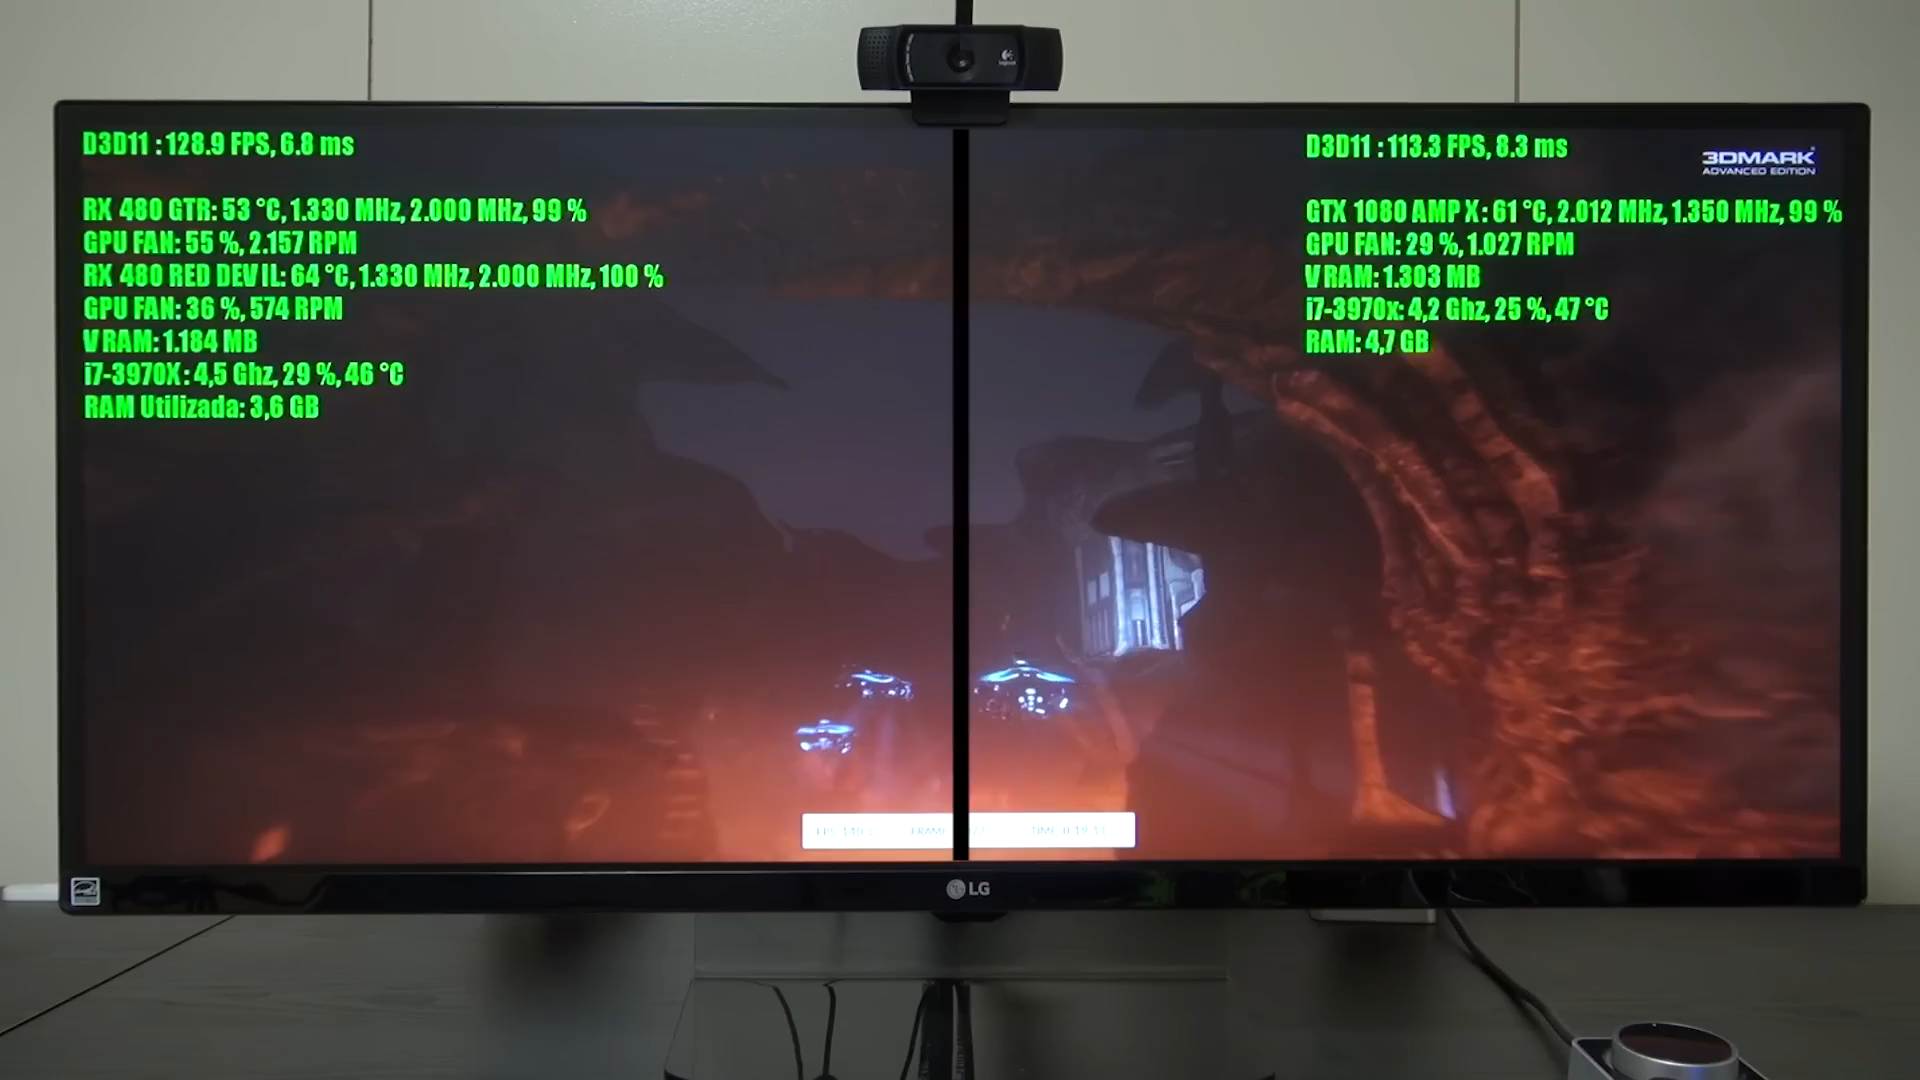 logitech
D3D11 : 128.9 FPS, 6.8 ms
RX 480 GTR: 53 °C, 1.330 MHz, 2.000 MHz, 99 %
GPU FAN: 55 %, 2.157 RPM
RX 480 RED DEVIL: 64 °C, 1.330 MHz, 2.000 MHz, 100 %
GPU FAN: 36 %, 574 RPM
VRAM: 1.184 MB
i7-3970X: 4,5 Ghz, 29 %, 46 °C
RAM Utilizada: 3,6 GB
D3D11 : 113.3 FPS, 8.3 ms
3DMARK
ADVANCED EDITION
GTX 1080 AMP X: 61 °C, 2.012 MHz, 1.350 MHz, 99 %
GPU FAN: 29 %, 1.027 RPM
VRAM: 1.303 MB
i7-3970x: 4,2 Ghz, 25 %, 47 °C
RAM: 4,7 GB
FPS: FRAME TIME:
LG